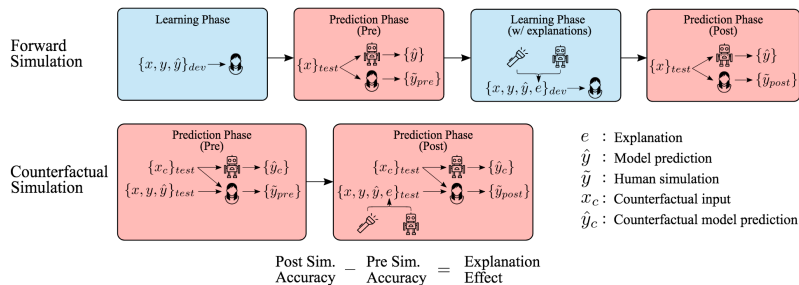 Forward
Simulation
Learning Phase
{x, y, ŷ}dev
Prediction Phase
(Pre)
{x}test
{ŷ}
{ỹpre}
Learning Phase
(w/ explanations)
{x, y, ŷ, e}dev
Prediction Phase
(Post)
{x}test
{ŷ}
{ỹpost}
Counterfactual
Simulation
Prediction Phase
(Pre)
{xc}test
{ŷc}
{x, y, ŷ}test
{ỹpre}
Prediction Phase
(Post)
{xc}test
{ŷc}
{x, y, ŷ, e}test
{ỹpost}
e : Explanation
ŷ : Model prediction
ỹ : Human simulation
xc : Counterfactual input
ŷc : Counterfactual model prediction
Post Sim. Accuracy − Pre Sim. Accuracy = Explanation Effect